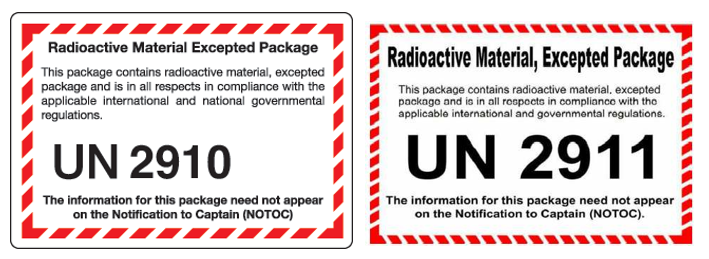 Radioactive Material Excepted Package
This package contains radioactive material, excepted
package and is in all respects in compliance with the
applicable international and national governmental
regulations.
UN 2910
The information for this package need not appear
on the Notification to Captain (NOTOC)
Radioactive Material, Excepted Package
This package contains radioactive material, excepted
package and is in all respects in compliance with the
applicable international and governmental regulations.
UN 2911
The information for this package need not appear
on the Notification to Captain (NOTOC).